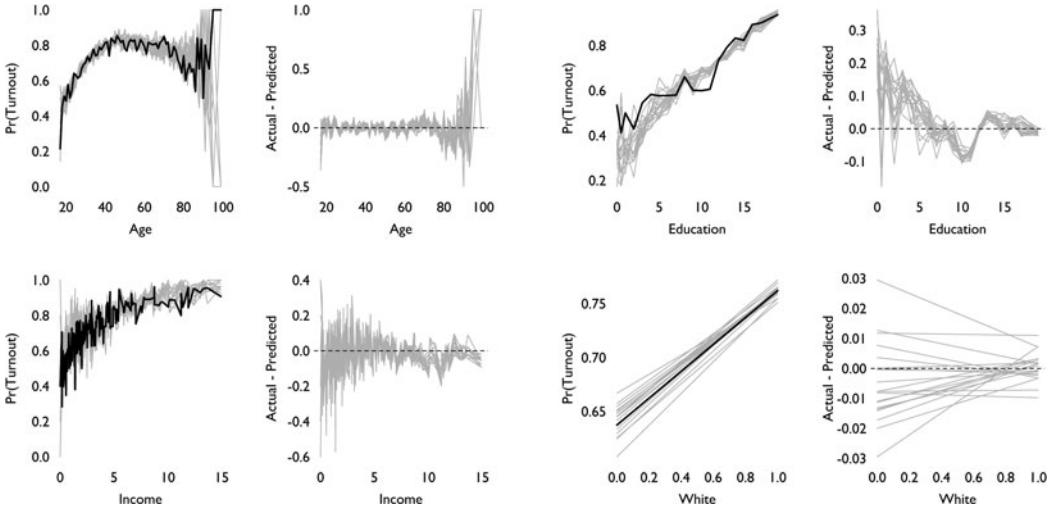 1.0
0.8
0.6
0.4
0.2
0.0
Pr(Turnout)
20 40 60 80 100
Age
1.0
0.5
0.0
-0.5
Actual - Predicted
20 40 60 80 100
Age
0.8
0.6
0.4
0.2
Pr(Turnout)
0 5 10 15
Education
0.3
0.2
0.1
0.0
-0.1
Actual - Predicted
0 5 10 15
Education
1.0
0.8
0.6
0.4
0.2
0.0
Pr(Turnout)
0 5 10 15
Income
0.4
0.2
0.0
-0.2
-0.4
-0.6
Actual - Predicted
0 5 10 15
Income
0.75
0.70
0.65
Pr(Turnout)
0.0 0.2 0.4 0.6 0.8 1.0
White
0.03
0.02
0.01
0.00
-0.01
-0.02
-0.03
Actual - Predicted
0.0 0.2 0.4 0.6 0.8 1.0
White